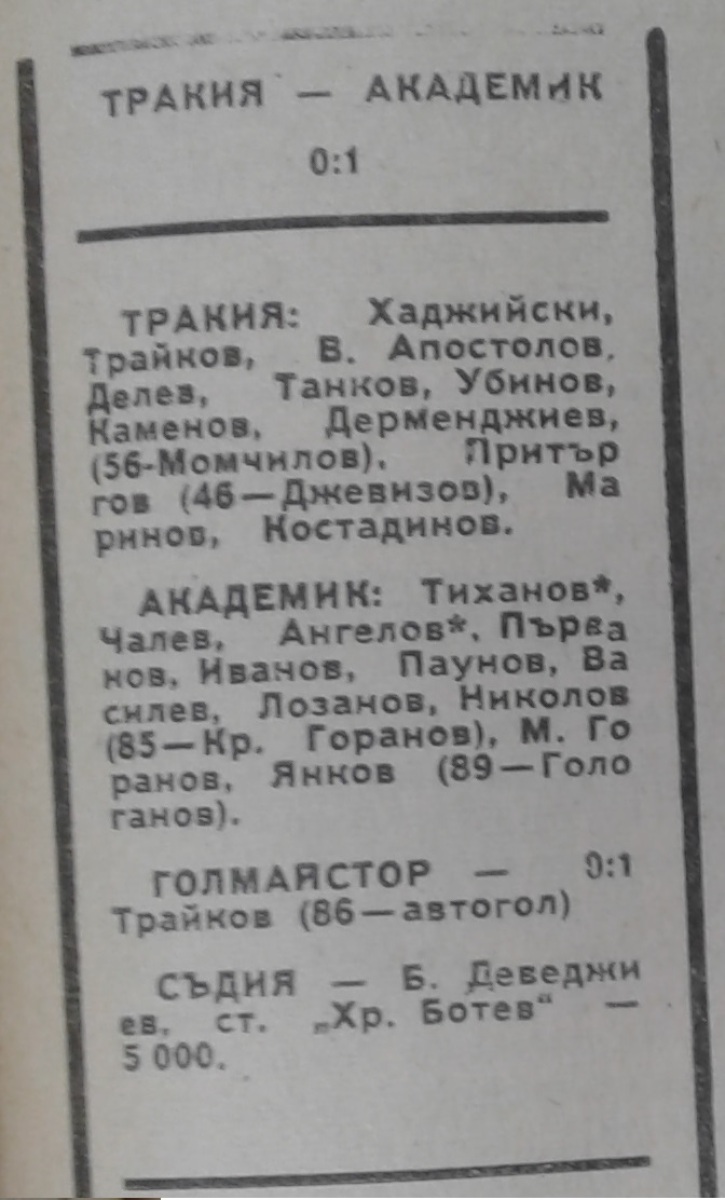 ТРАКИЯ — АКАДЕМИК
0:1
ТРАКИЯ: Хаджийски,
Трайков, В. Апостолов,
Делев, Танков, Убинов,
Каменов, Дерменджиев,
(56-Момчилов), Притър
гов (46—Джевизов), Ма
ринов, Костадинов.
АКАДЕМИК: Тиханов*,
Чалев, Ангелов*, Първа
нов, Иванов, Паунов, Ва
силев, Лозанов, Николов
(85—Кр. Горанов), М. Го
ранов, Янков (89—Голо
ганов).
ГОЛМАЯСТОР — 0:1
Трайков (86—автогол)
СЪДИЯ — Б. Деведжи
ев, ст. „Хр. Ботев“ —
5 000.